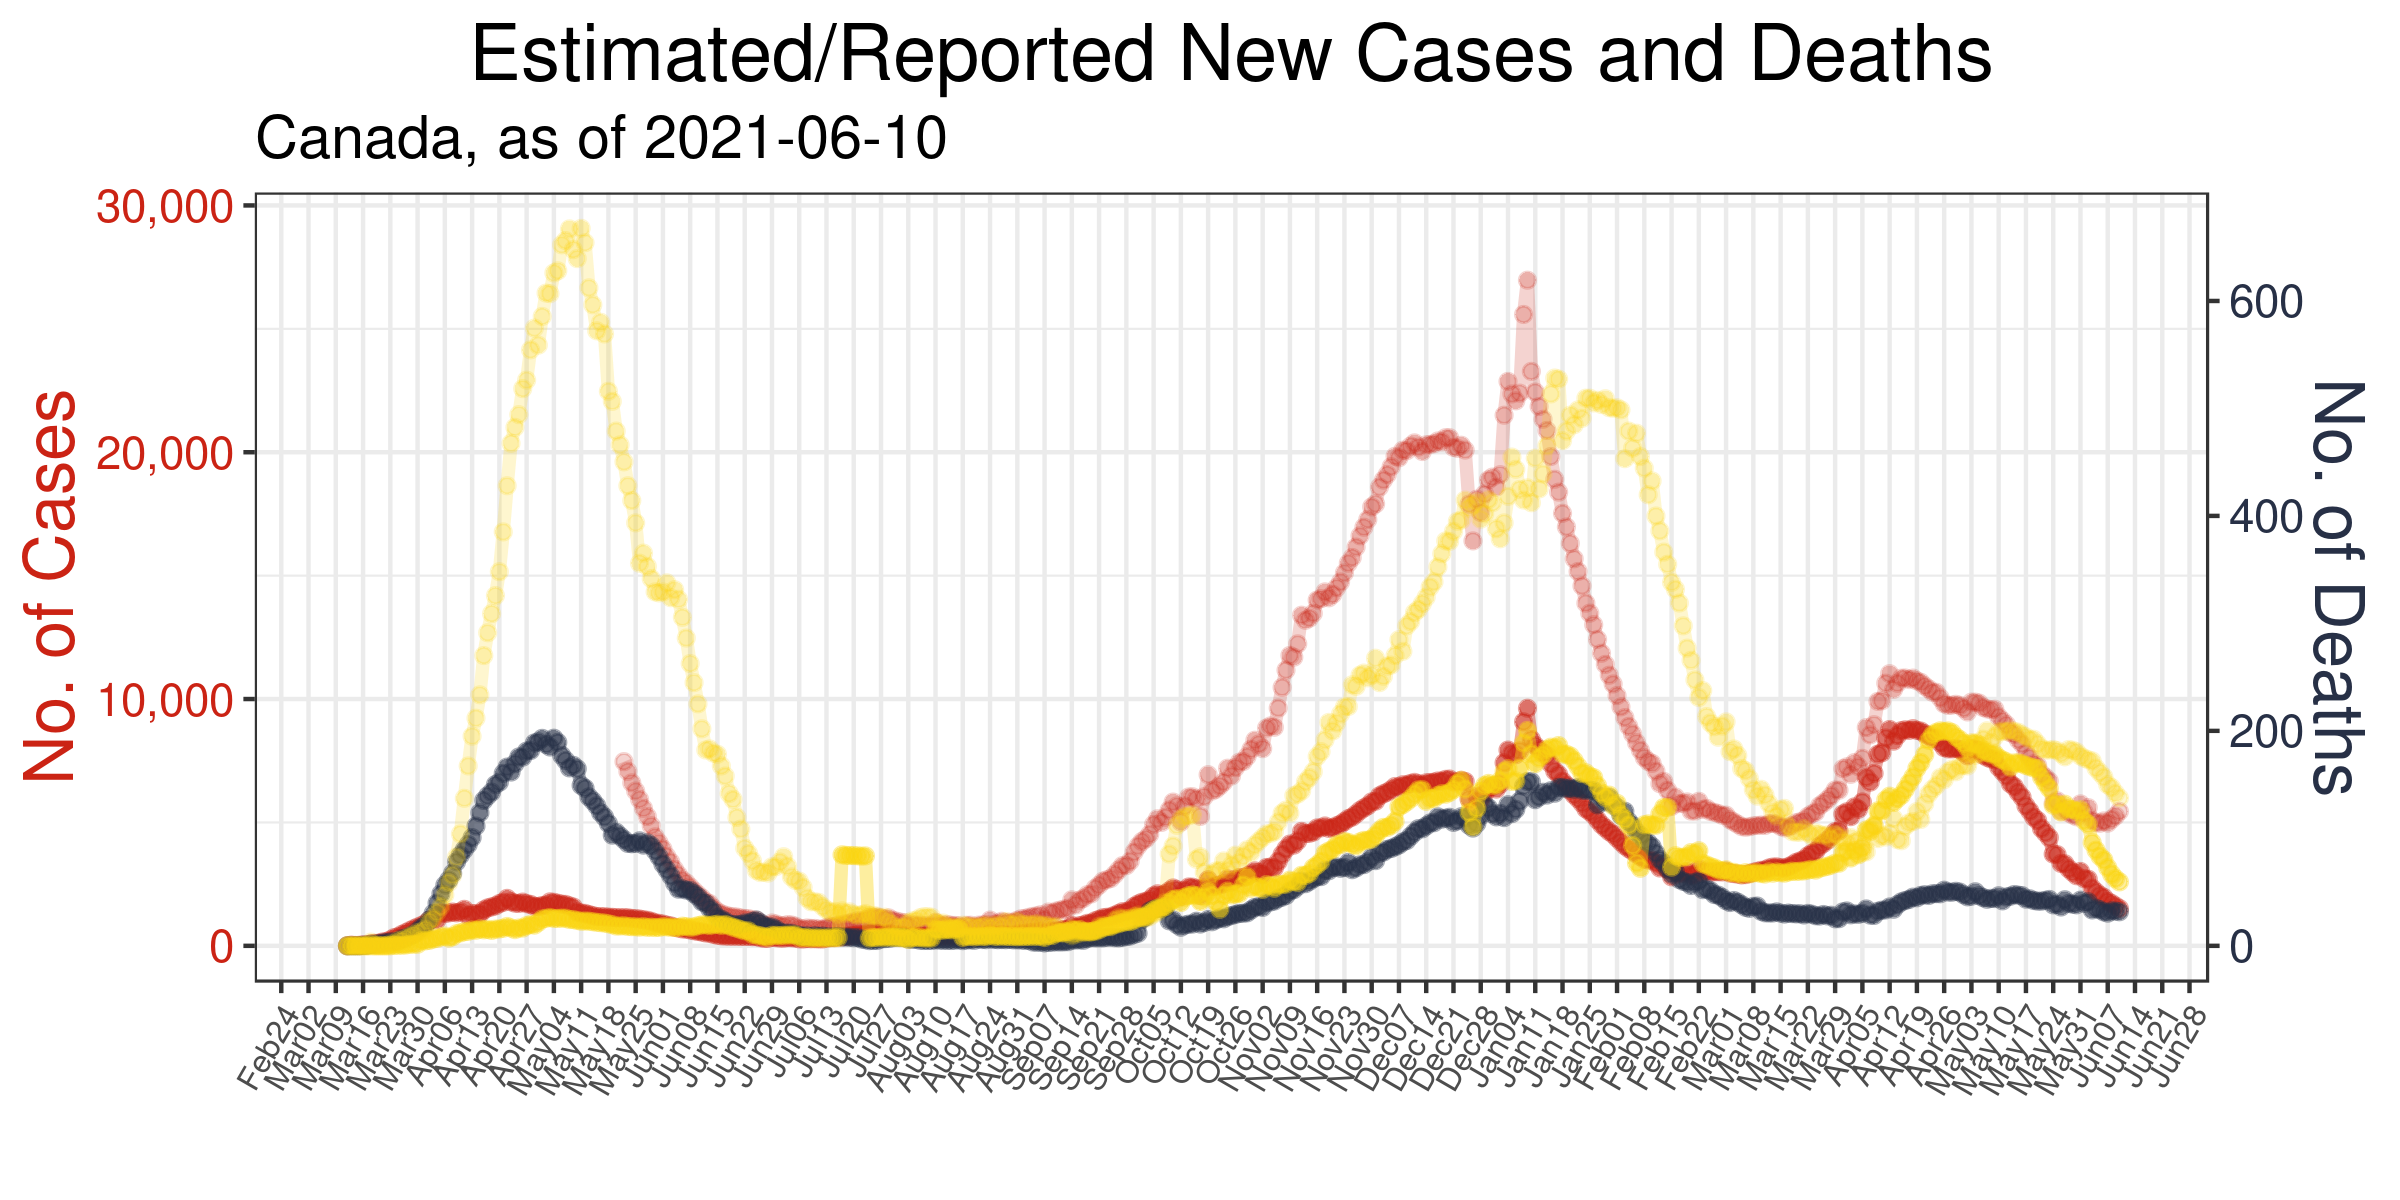 Estimated/Reported New Cases and Deaths
Canada, as of 2021-06-10
No. of Cases
30,000
20,000
10,000
0
600
400
200
0
No. of Deaths
Feb24
Mar02
Mar09
Mar16
Mar23
Mar30
Apr06
Apr13
Apr20
Apr27
May04
May11
May18
May25
Jun01
Jun08
Jun15
Jun22
Jun29
Jul06
Jul13
Jul20
Jul27
Aug03
Aug10
Aug17
Aug24
Aug31
Sep07
Sep14
Sep21
Sep28
Oct05
Oct12
Oct19
Oct26
Nov02
Nov09
Nov16
Nov23
Nov30
Dec07
Dec14
Dec21
Dec28
Jan04
Jan11
Jan18
Jan25
Feb01
Feb08
Feb15
Feb22
Mar01
Mar08
Mar15
Mar22
Mar29
Apr05
Apr12
Apr19
Apr26
May03
May10
May17
May24
May31
Jun07
Jun14
Jun21
Jun28